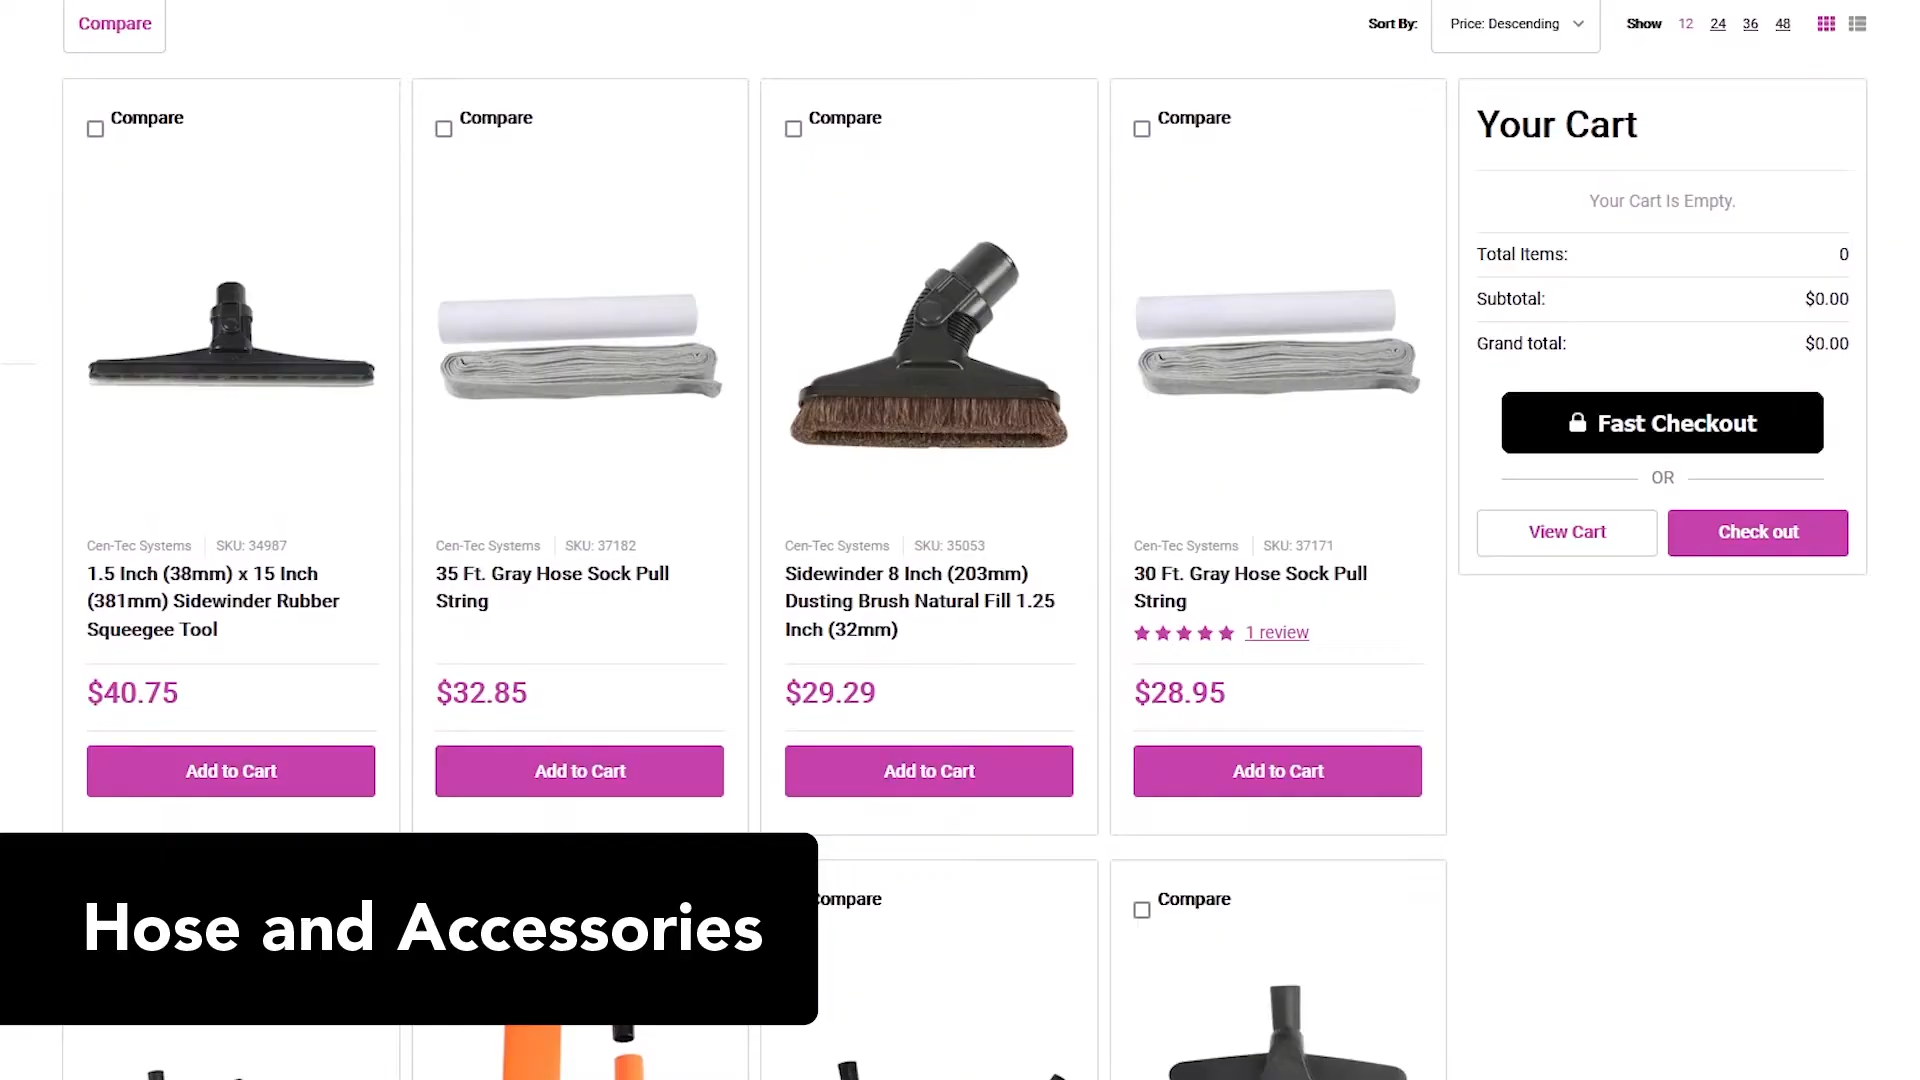 Compare
Sort By:
Price: Descending
Show 12 24 36 48
Compare
Compare
Compare
Compare
Your Cart
Your Cart Is Empty.
Total Items: 0
Subtotal: $0.00
Grand total: $0.00
Fast Checkout
OR
View Cart
Check out
Cen-Tec Systems SKU: 34987
1.5 Inch (38mm) x 15 Inch
(381mm) Sidewinder Rubber
Squeegee Tool
$40.75
Add to Cart
Cen-Tec Systems SKU: 37182
35 Ft. Gray Hose Sock Pull
String
$32.85
Add to Cart
Cen-Tec Systems SKU: 35053
Sidewinder 8 Inch (203mm)
Dusting Brush Natural Fill 1.25
Inch (32mm)
$29.29
Add to Cart
Cen-Tec Systems SKU: 37171
30 Ft. Gray Hose Sock Pull
String
1 review
$28.95
Add to Cart
Hose and Accessories
Compare
Compare